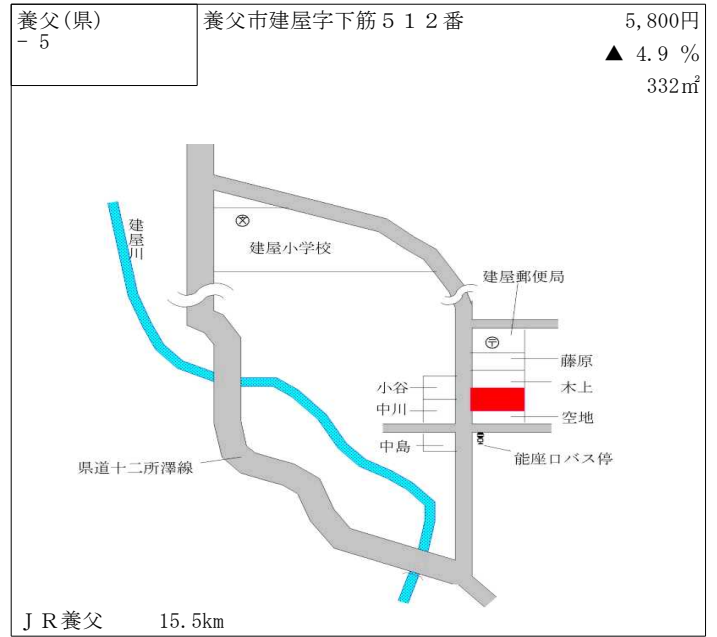 養父(県)
－5
養父市建屋字下筋５１２番
5,800円
▲ 4.9 %
332㎡
建屋川
建屋小学校
建屋郵便局
藤原
木上
空地
小谷
中川
中島
能座口バス停
県道十二所澤線
ＪＲ養父 15.5km